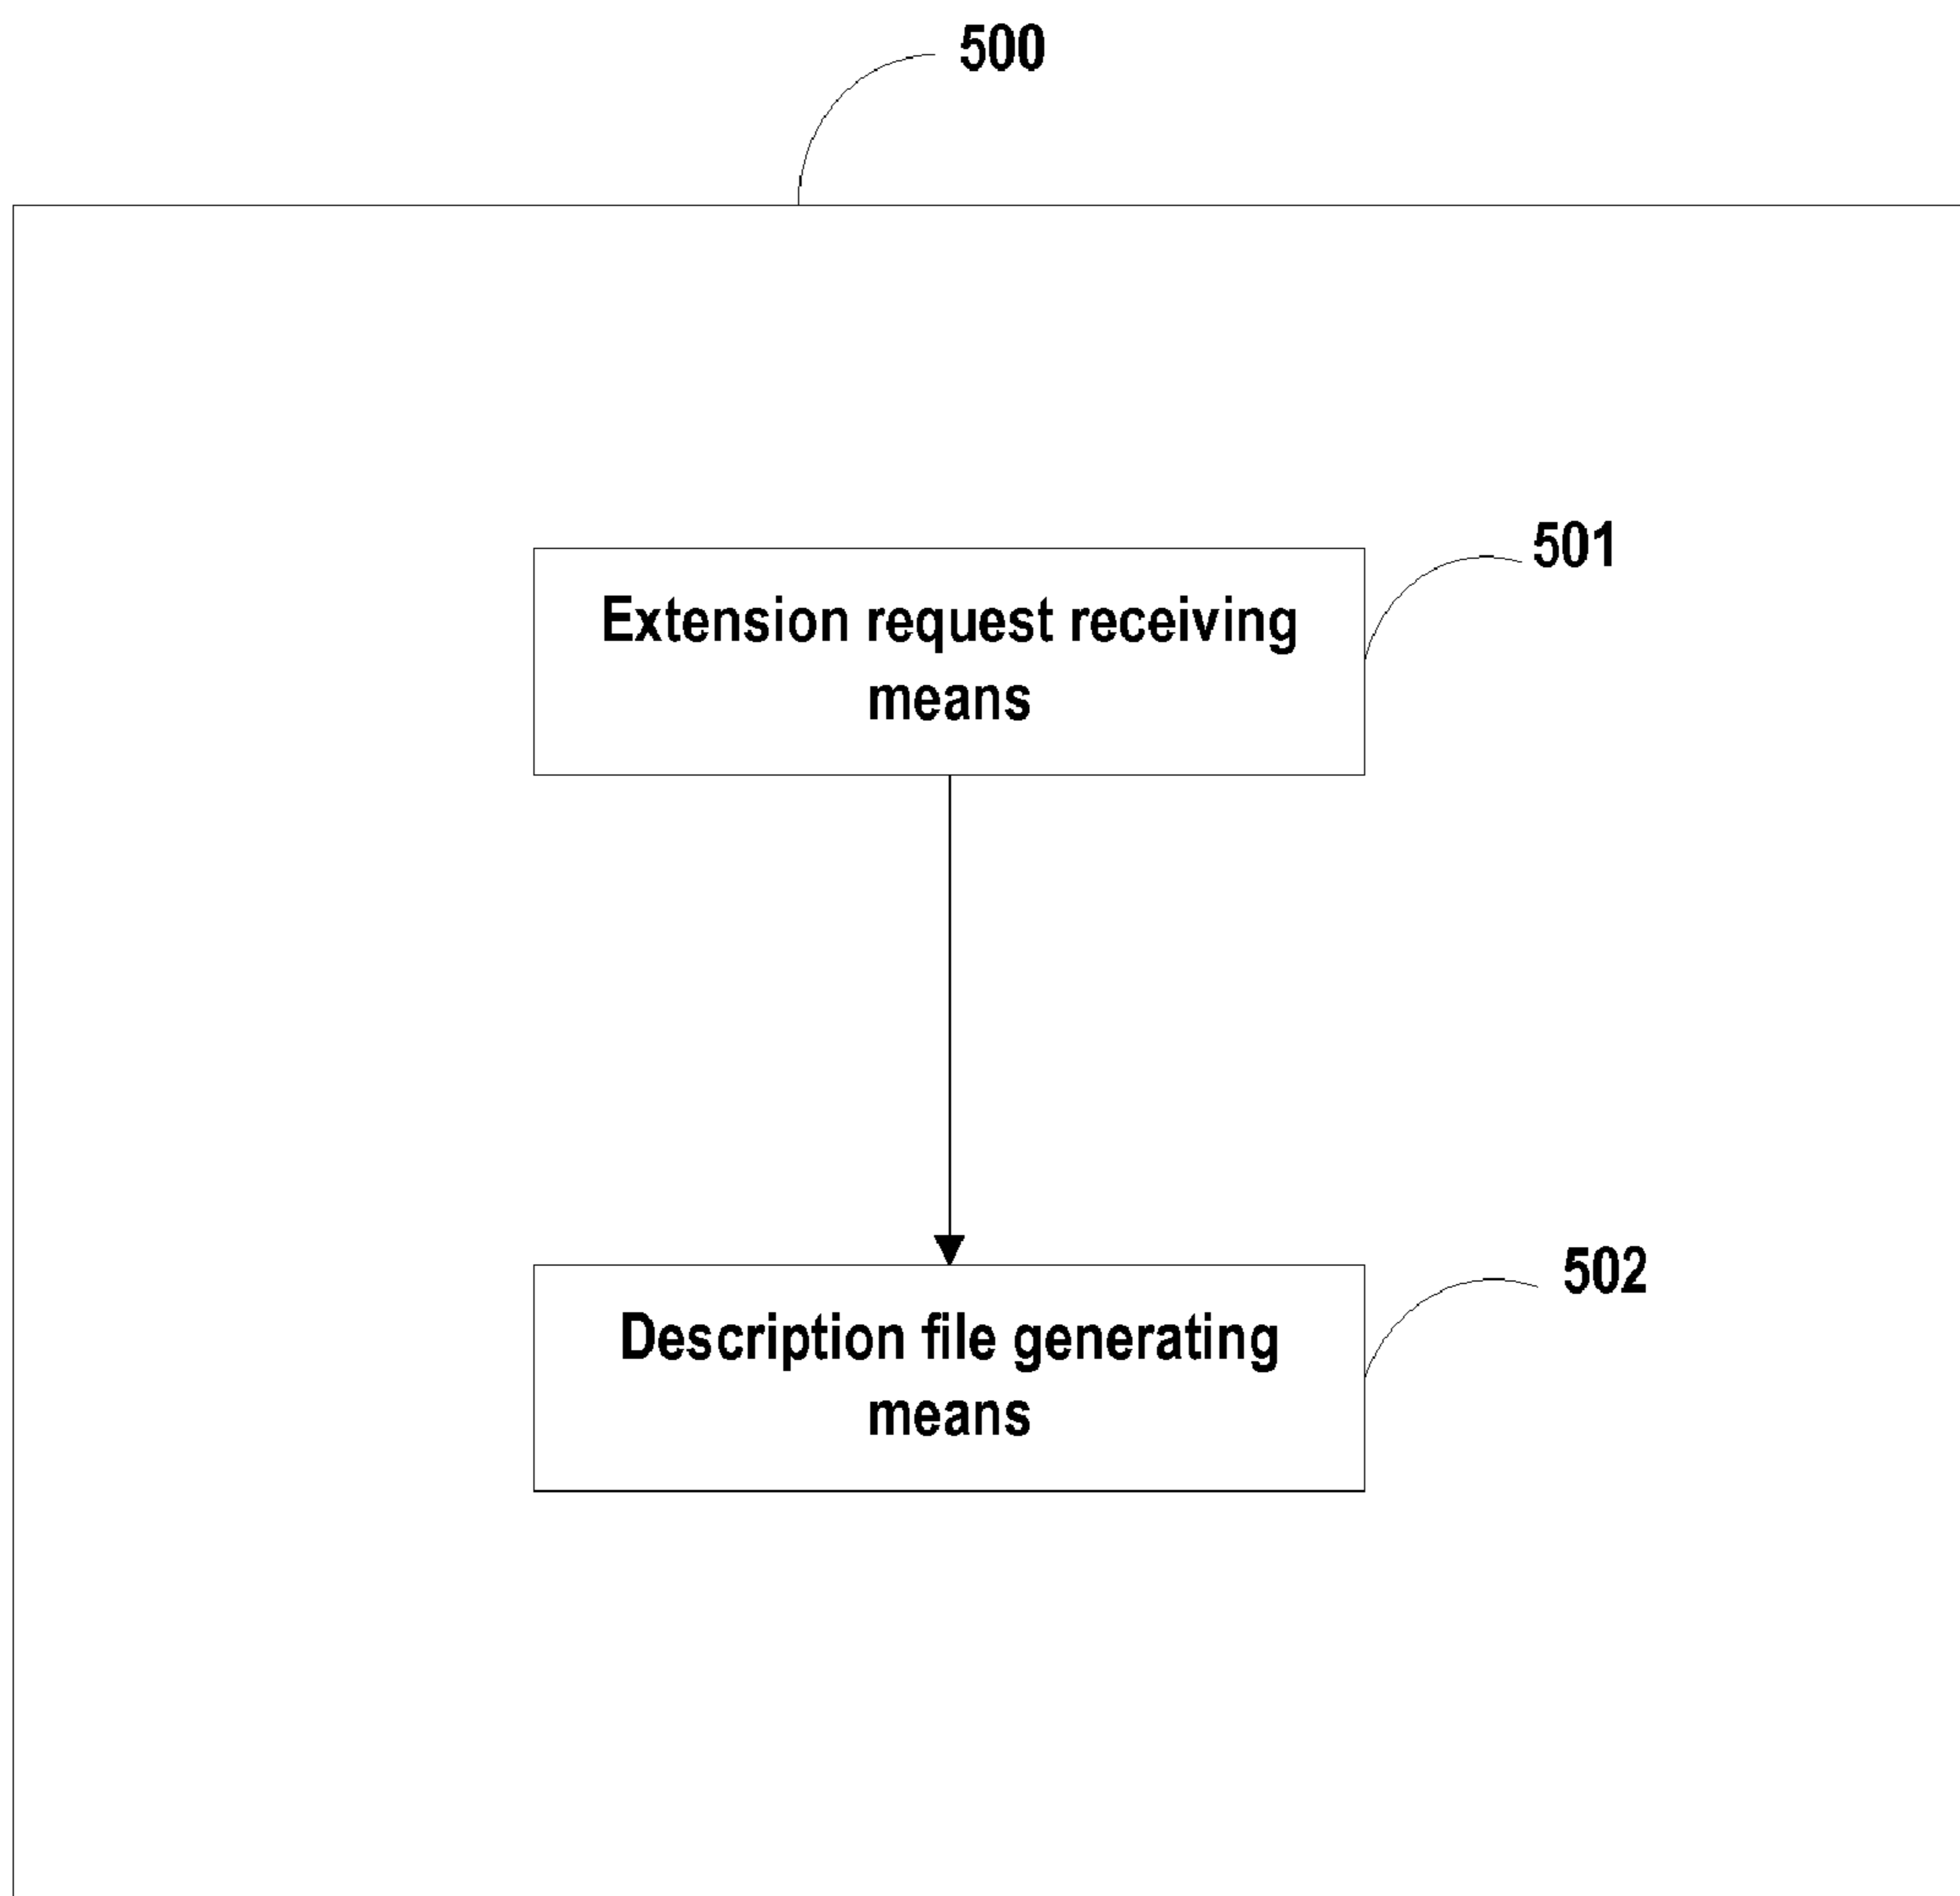 500
501
Extension request receiving
means
502
Description file generating
means